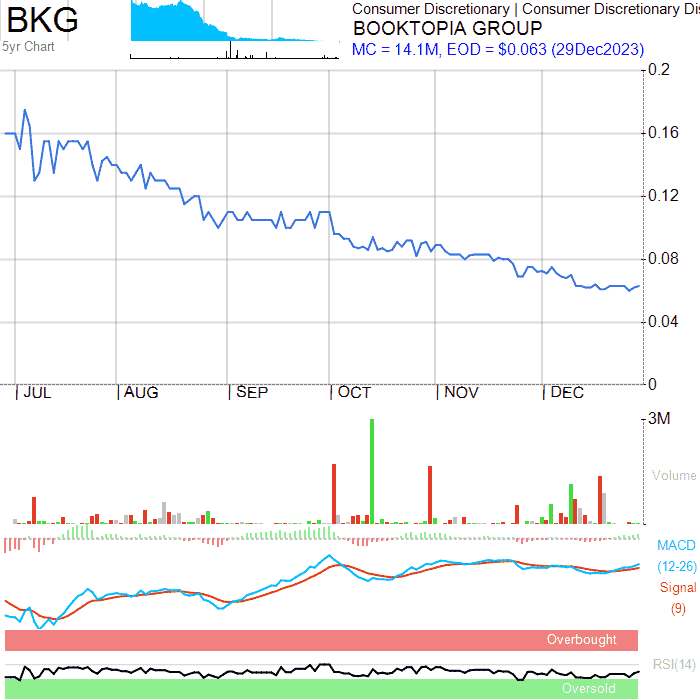 BKG
5yr Chart
Consumer Discretionary | Consumer Discretionary Dis
BOOKTOPIA GROUP
MC = 14.1M, EOD = $0.063 (29Dec2023)
0.2
0.16
0.12
0.08
0.04
0
JUL AUG SEP OCT NOV DEC
3M
Volume
MACD
(12-26)
Signal
(9)
Overbought
RSI(14)
Oversold